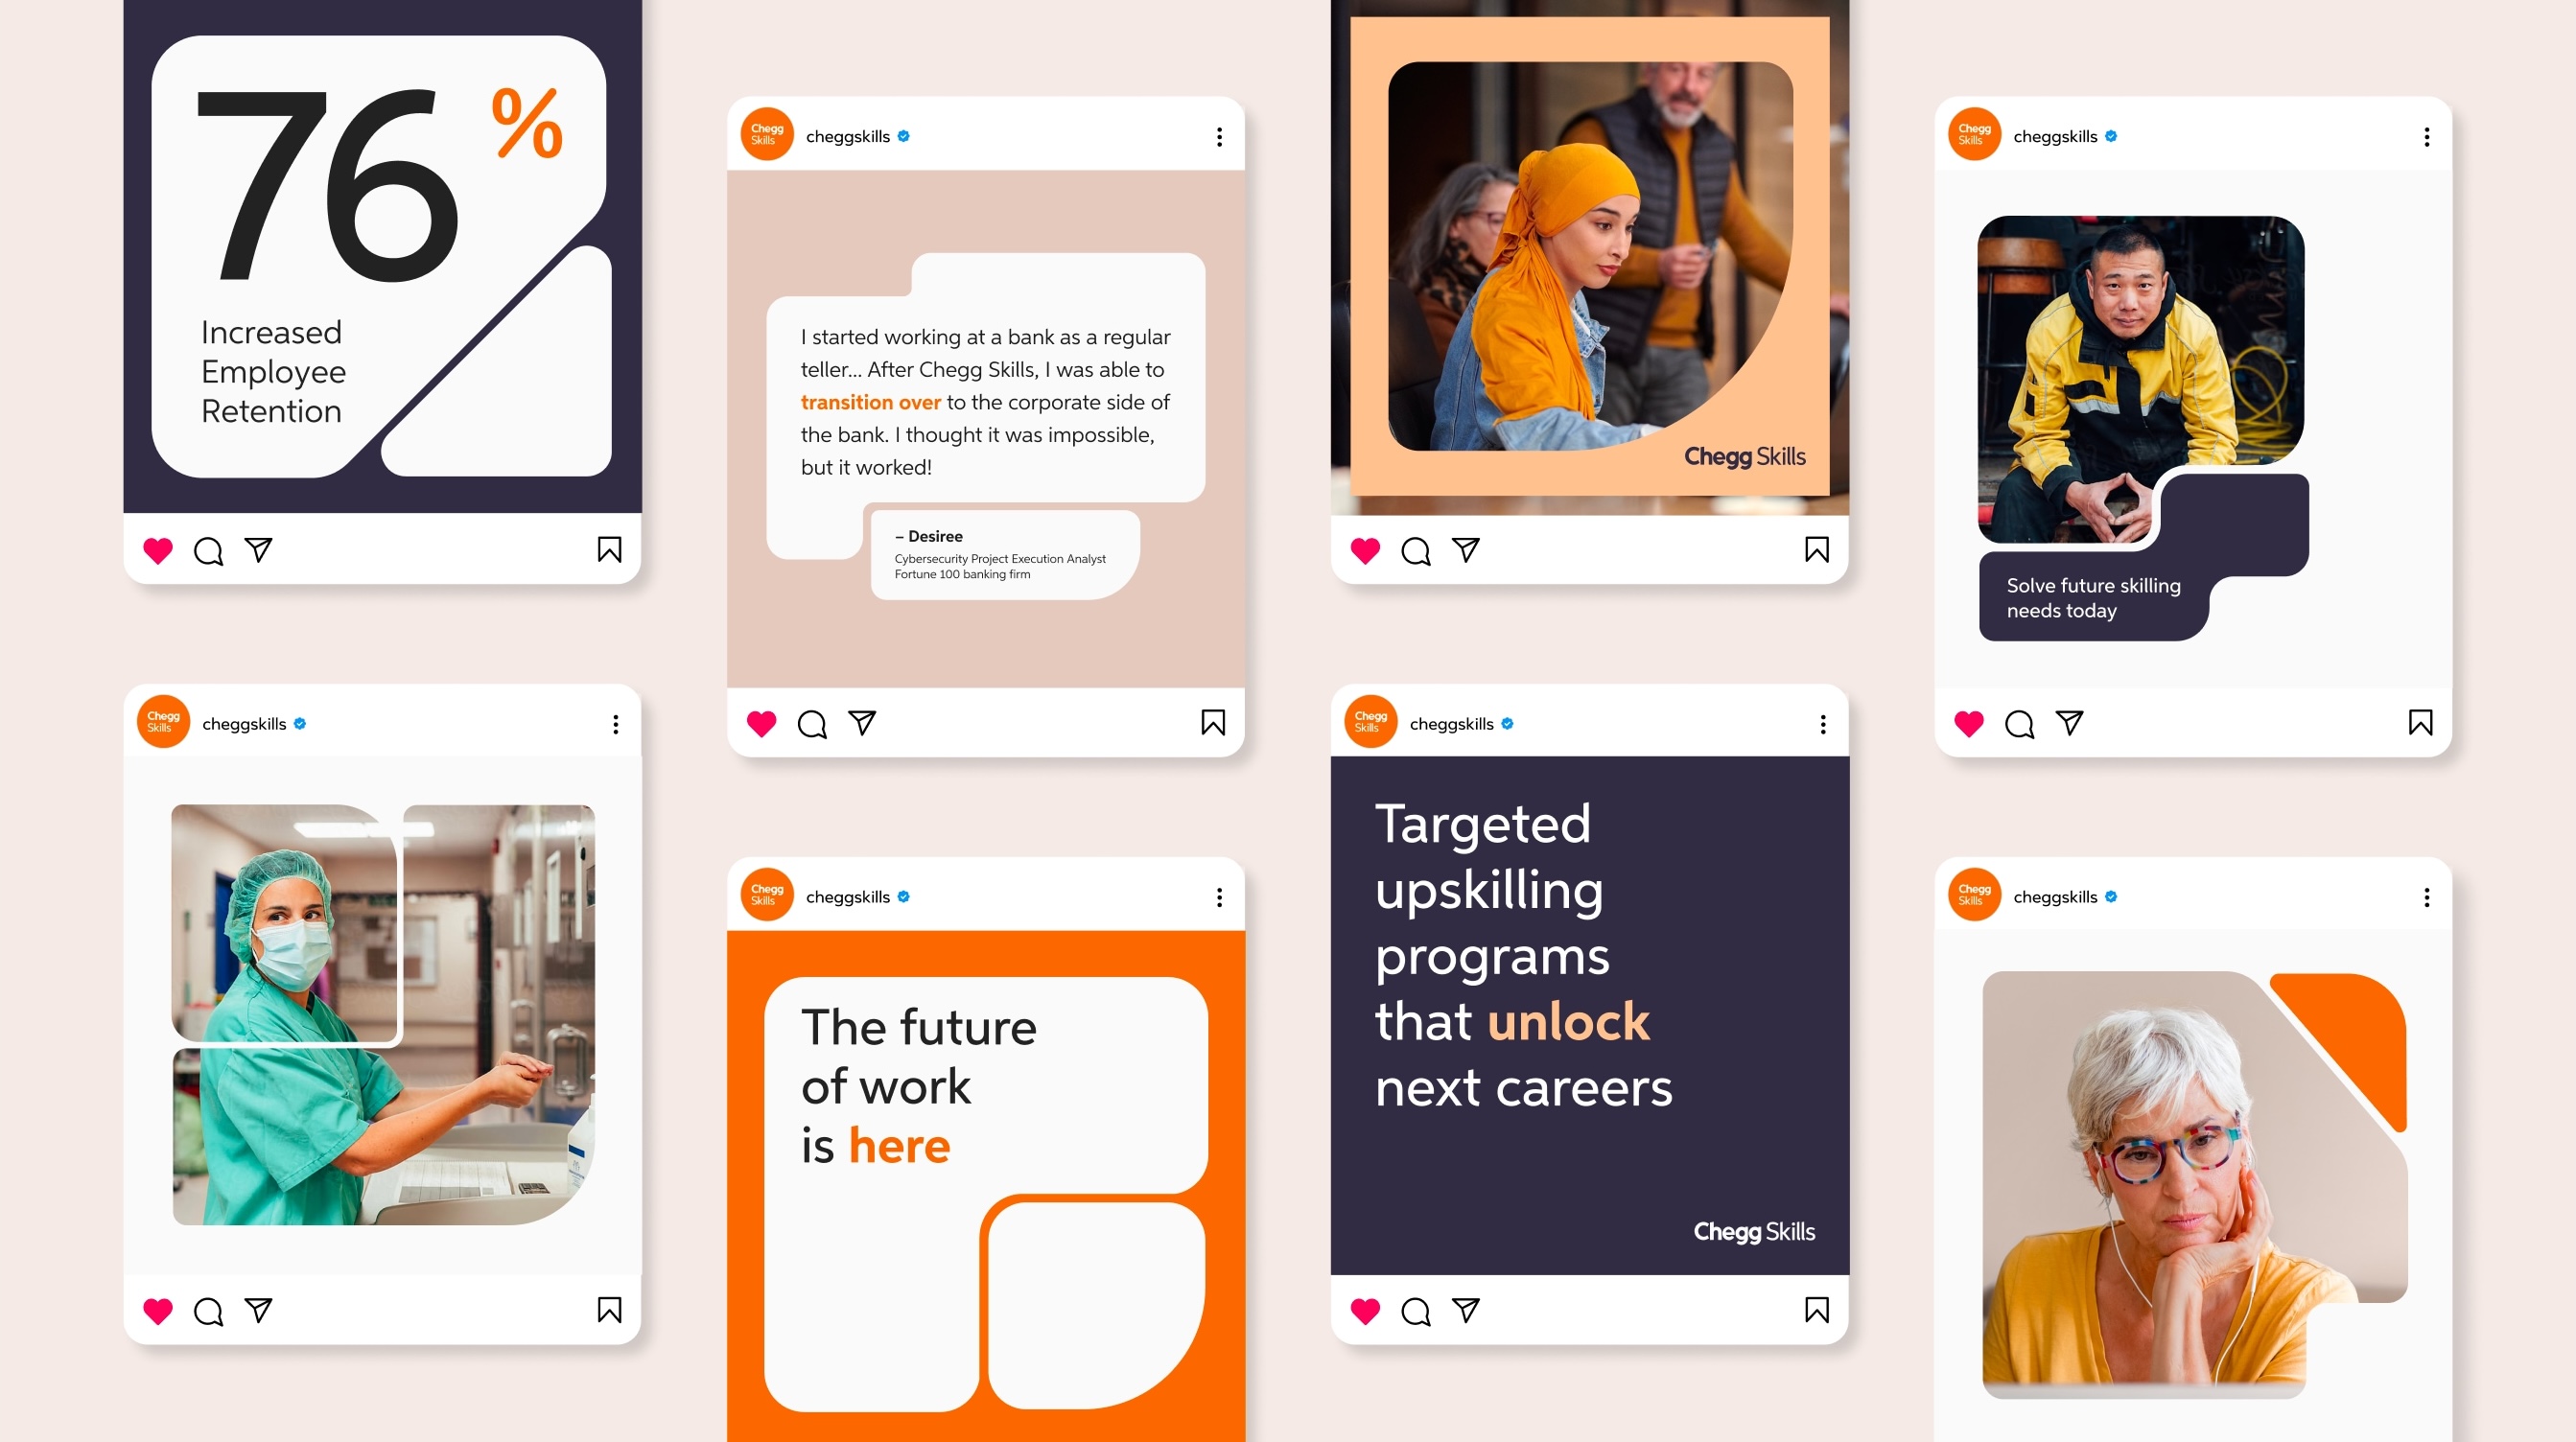 76 %
Increased
Employee
Retention
Chegg
Skills
cheggskills
Chegg
Skills
cheggskills
I started working at a bank as a regular
teller... After Chegg Skills, I was able to
transition over to the corporate side of
the bank. I thought it was impossible,
but it worked!
– Desiree
Cybersecurity Project Execution Analyst
Fortune 100 banking firm
Chegg
Skills
cheggskills
The future
of work
is here
Chegg Skills
Chegg
Skills
cheggskills
Targeted
upskilling
programs
that unlock
next careers
Chegg Skills
Chegg
Skills
cheggskills
Solve future skilling
needs today
Chegg
Skills
cheggskills